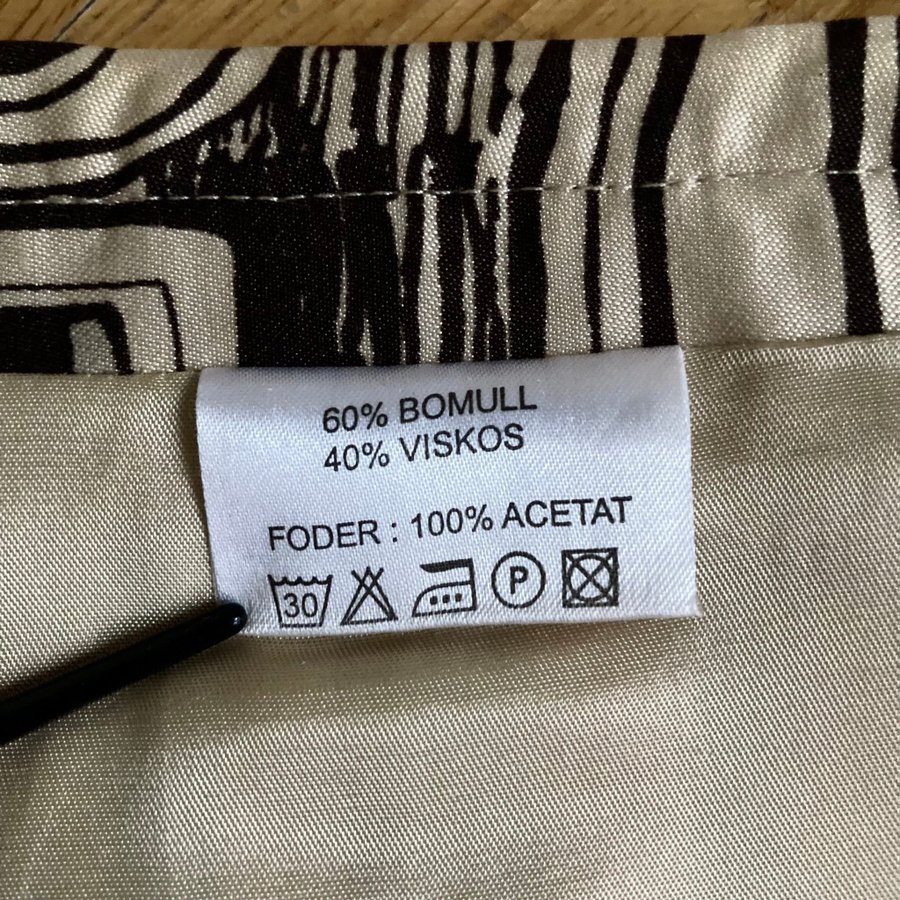 60% BOMULL
40% VISKOS
FODER : 100% ACETAT
30 P